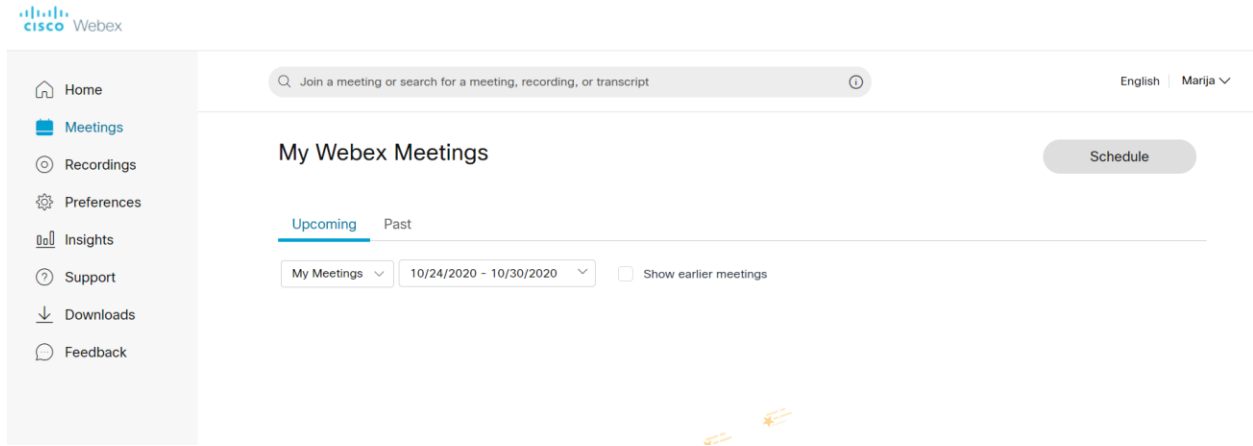 CISCO Webex
Home
Meetings
Recordings
Preferences
Insights
Support
Downloads
Feedback
Join a meeting or search for a meeting, recording, or transcript
English Marija
My Webex Meetings
Schedule
Upcoming Past
My Meetings 10/24/2020 - 10/30/2020 Show earlier meetings